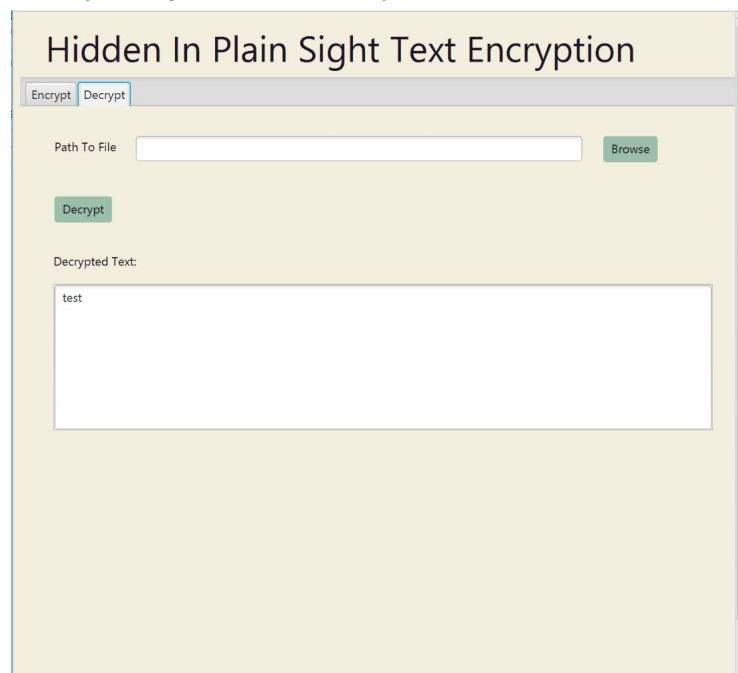 Hidden In Plain Sight Text Encryption
Encrypt Decrypt
Path To File Browse
Decrypt
Decrypted Text:
test